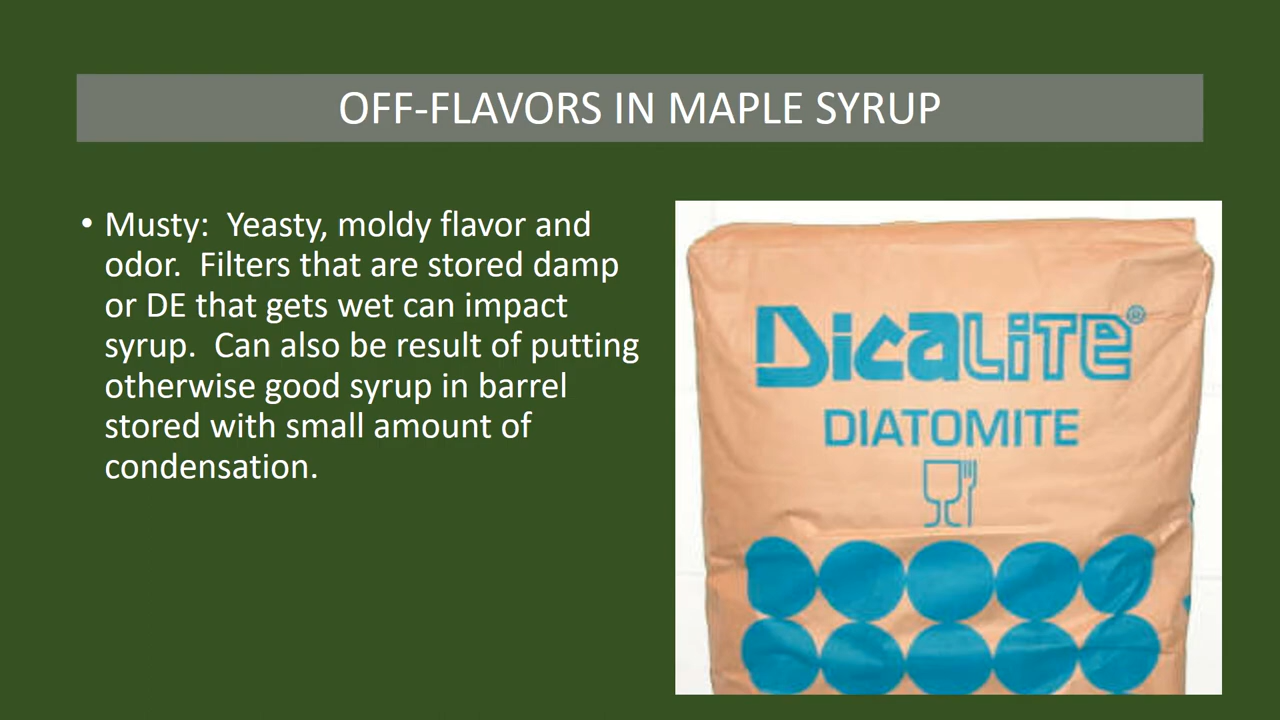 OFF-FLAVORS IN MAPLE SYRUP
• Musty:  Yeasty, moldy flavor and
odor.  Filters that are stored damp
or DE that gets wet can impact
syrup.  Can also be result of putting
otherwise good syrup in barrel
stored with small amount of
condensation.
DicaLiTe®
DIATOMITE